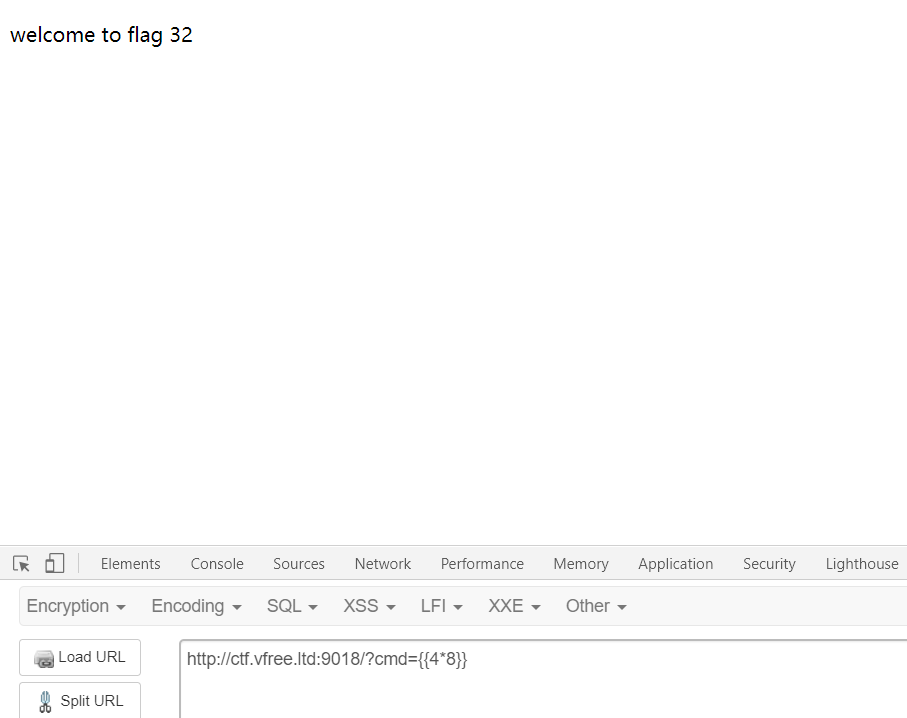 welcome to flag 32
Elements Console Sources Network Performance Memory Application Security Lighthouse
Encryption Encoding SQL XSS LFI XXE Other
Load URL
http://ctf.vfree.ltd:9018/?cmd={{4*8}}
Split URL